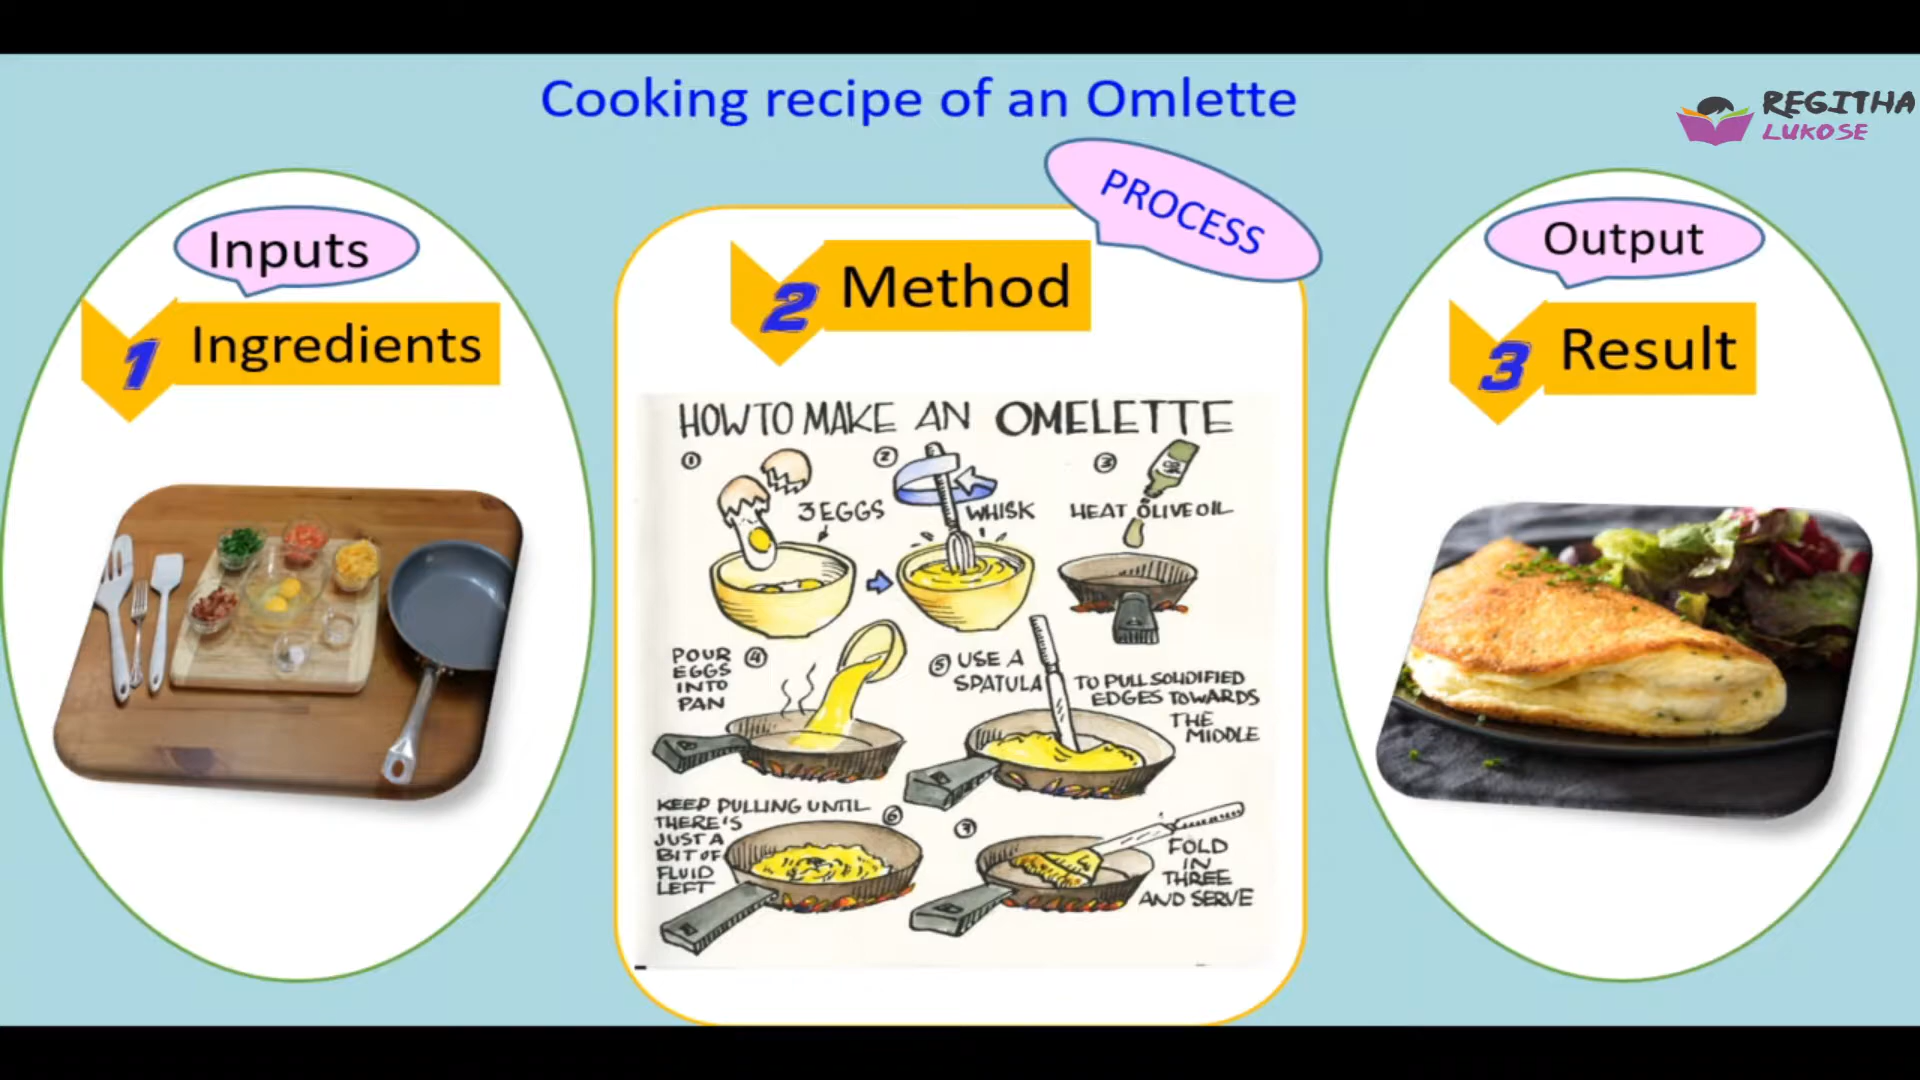 Cooking recipe of an Omlette
REGITHA
LUKOSE
Inputs
1 Ingredients
PROCESS
2 Method
HOW TO MAKE AN OMELETTE
1
3 EGGS
2
WHISK
3
HEAT OLIVE OIL
POUR
EGGS
INTO
PAN
4
5 USE A
SPATULA
TO PULL SOLIDIFIED
EDGES TOWARDS
THE
MIDDLE
KEEP PULLING UNTIL
THERE'S
JUST A
BIT OF
FLUID
LEFT
6
7
FOLD
IN
THREE
AND SERVE
Output
3 Result